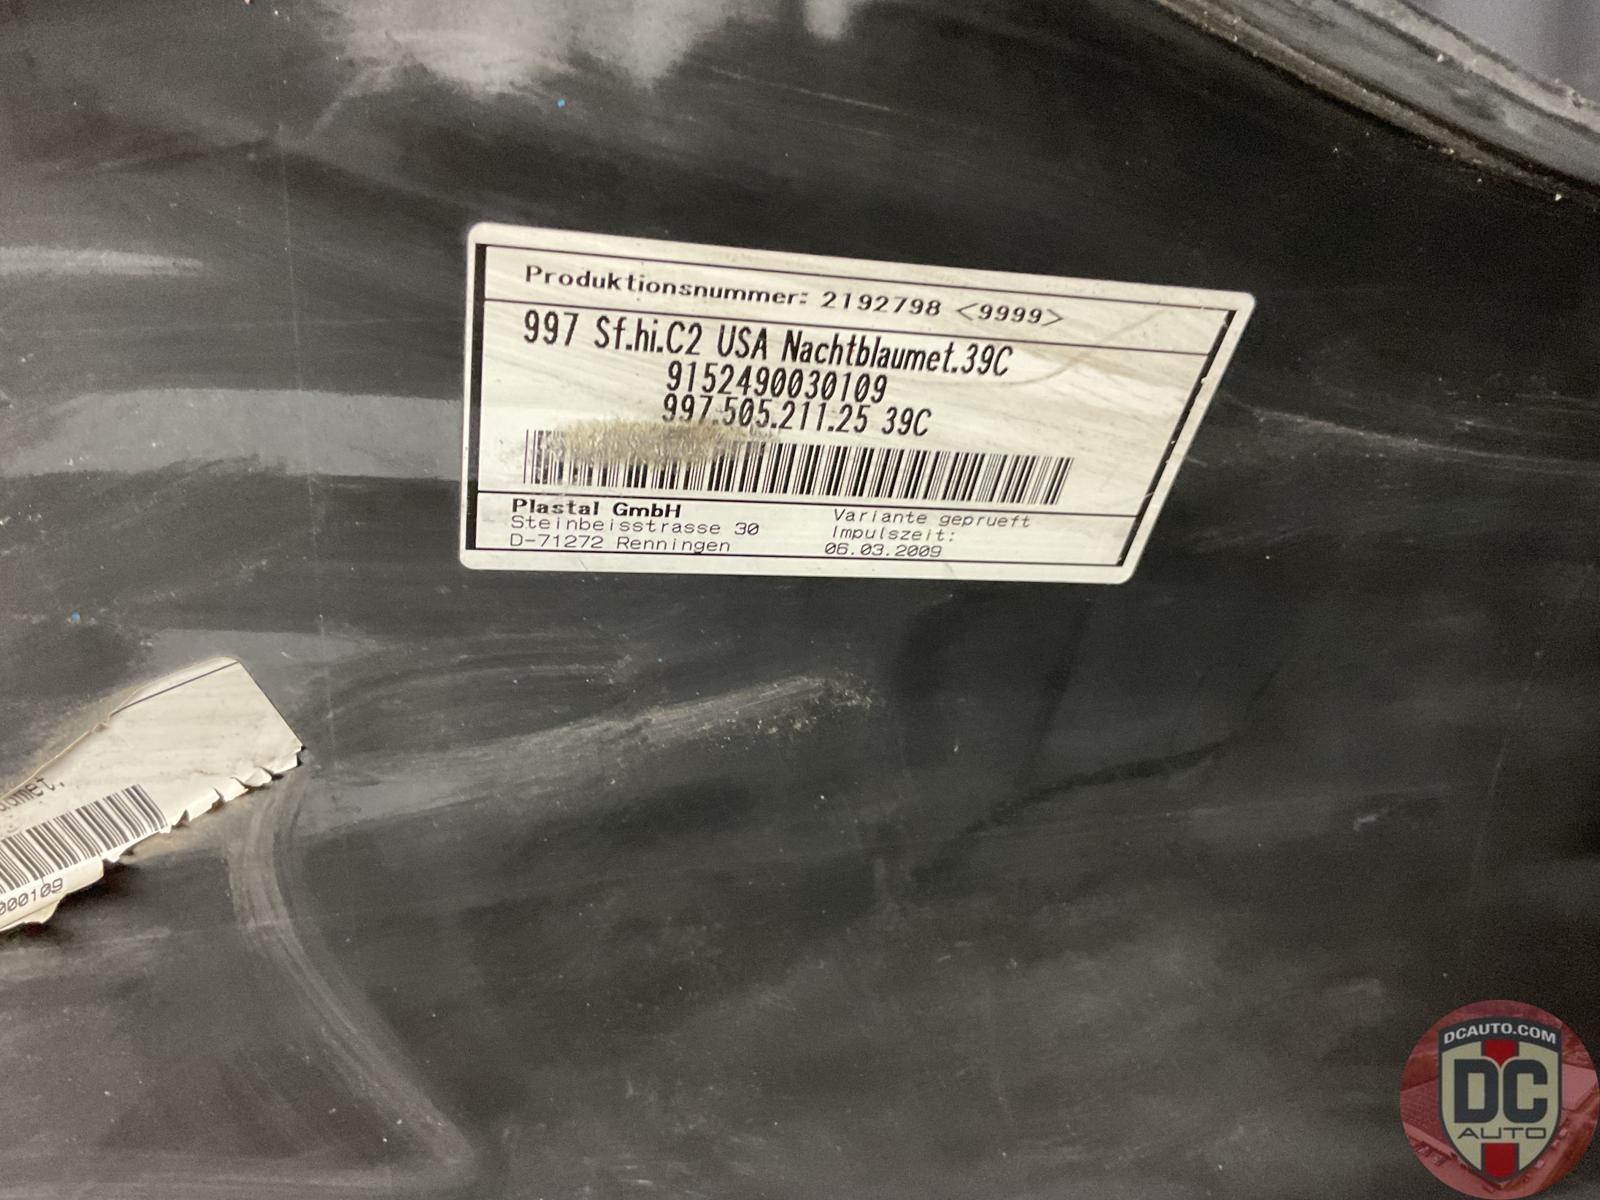 Produktionsnummer: 2192798 <9999>
997 Sf.hi.C2 USA Nachtblaumet.39C
9152490030109
997.505.211.25 39C
Plastal GmbH
Steinbeisstrasse 30
D-71272 Renningen
Variante geprueft
Impulszeit:
06.03.2009
000109
DCAUTO.COM
DC
AUTO